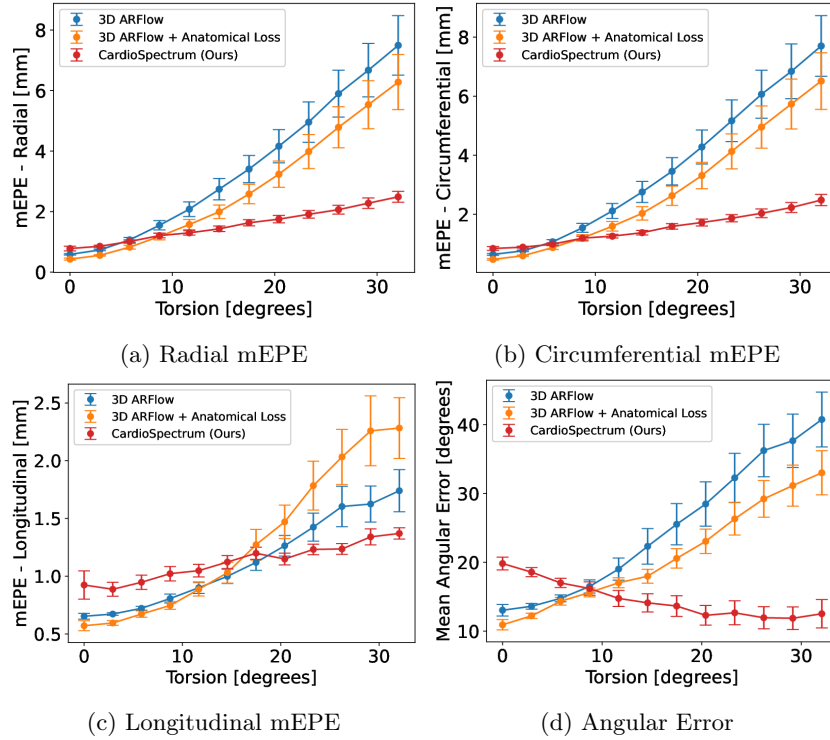 3D ARFlow
3D ARFlow + Anatomical Loss
CardioSpectrum (Ours)
mEPE - Radial [mm]
8
6
4
2
0
0 10 20 30
Torsion [degrees]
(a) Radial mEPE
3D ARFlow
3D ARFlow + Anatomical Loss
CardioSpectrum (Ours)
mEPE - Circumferential [mm]
8
6
4
2
0 10 20 30
Torsion [degrees]
(b) Circumferential mEPE
3D ARFlow
3D ARFlow + Anatomical Loss
CardioSpectrum (Ours)
mEPE - Longitudinal [mm]
2.5
2.0
1.5
1.0
0.5
0 10 20 30
Torsion [degrees]
(c) Longitudinal mEPE
3D ARFlow
3D ARFlow + Anatomical Loss
CardioSpectrum (Ours)
Mean Angular Error [degrees]
40
30
20
10
0 10 20 30
Torsion [degrees]
(d) Angular Error